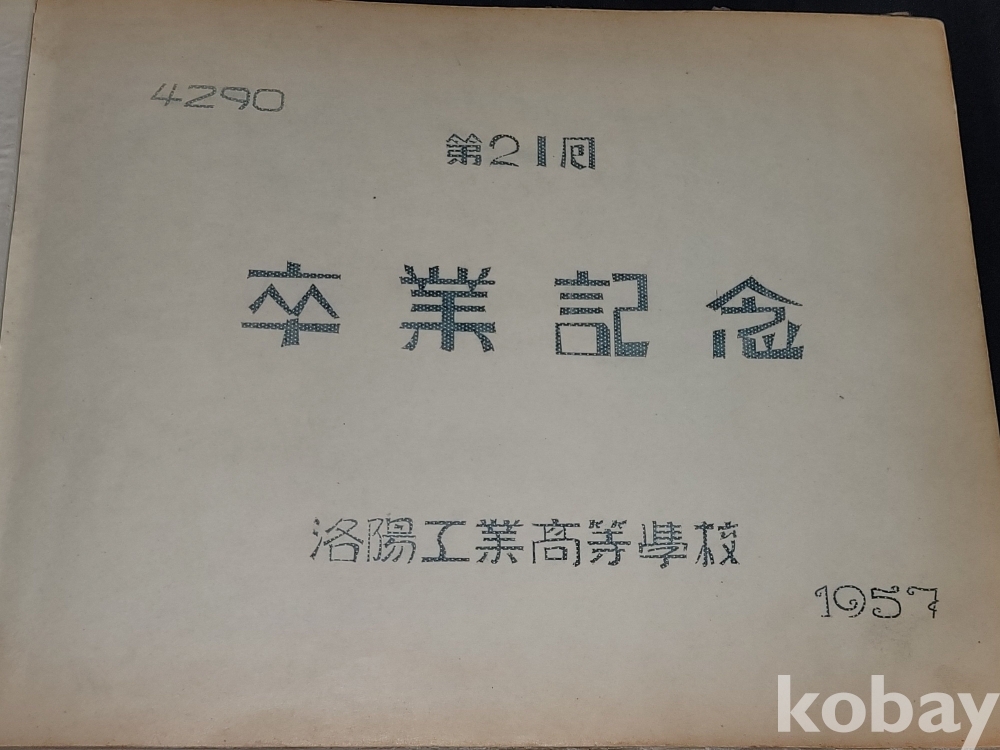 4290
第21回
卒業記念
洛陽工業高等學校
1957
kobay